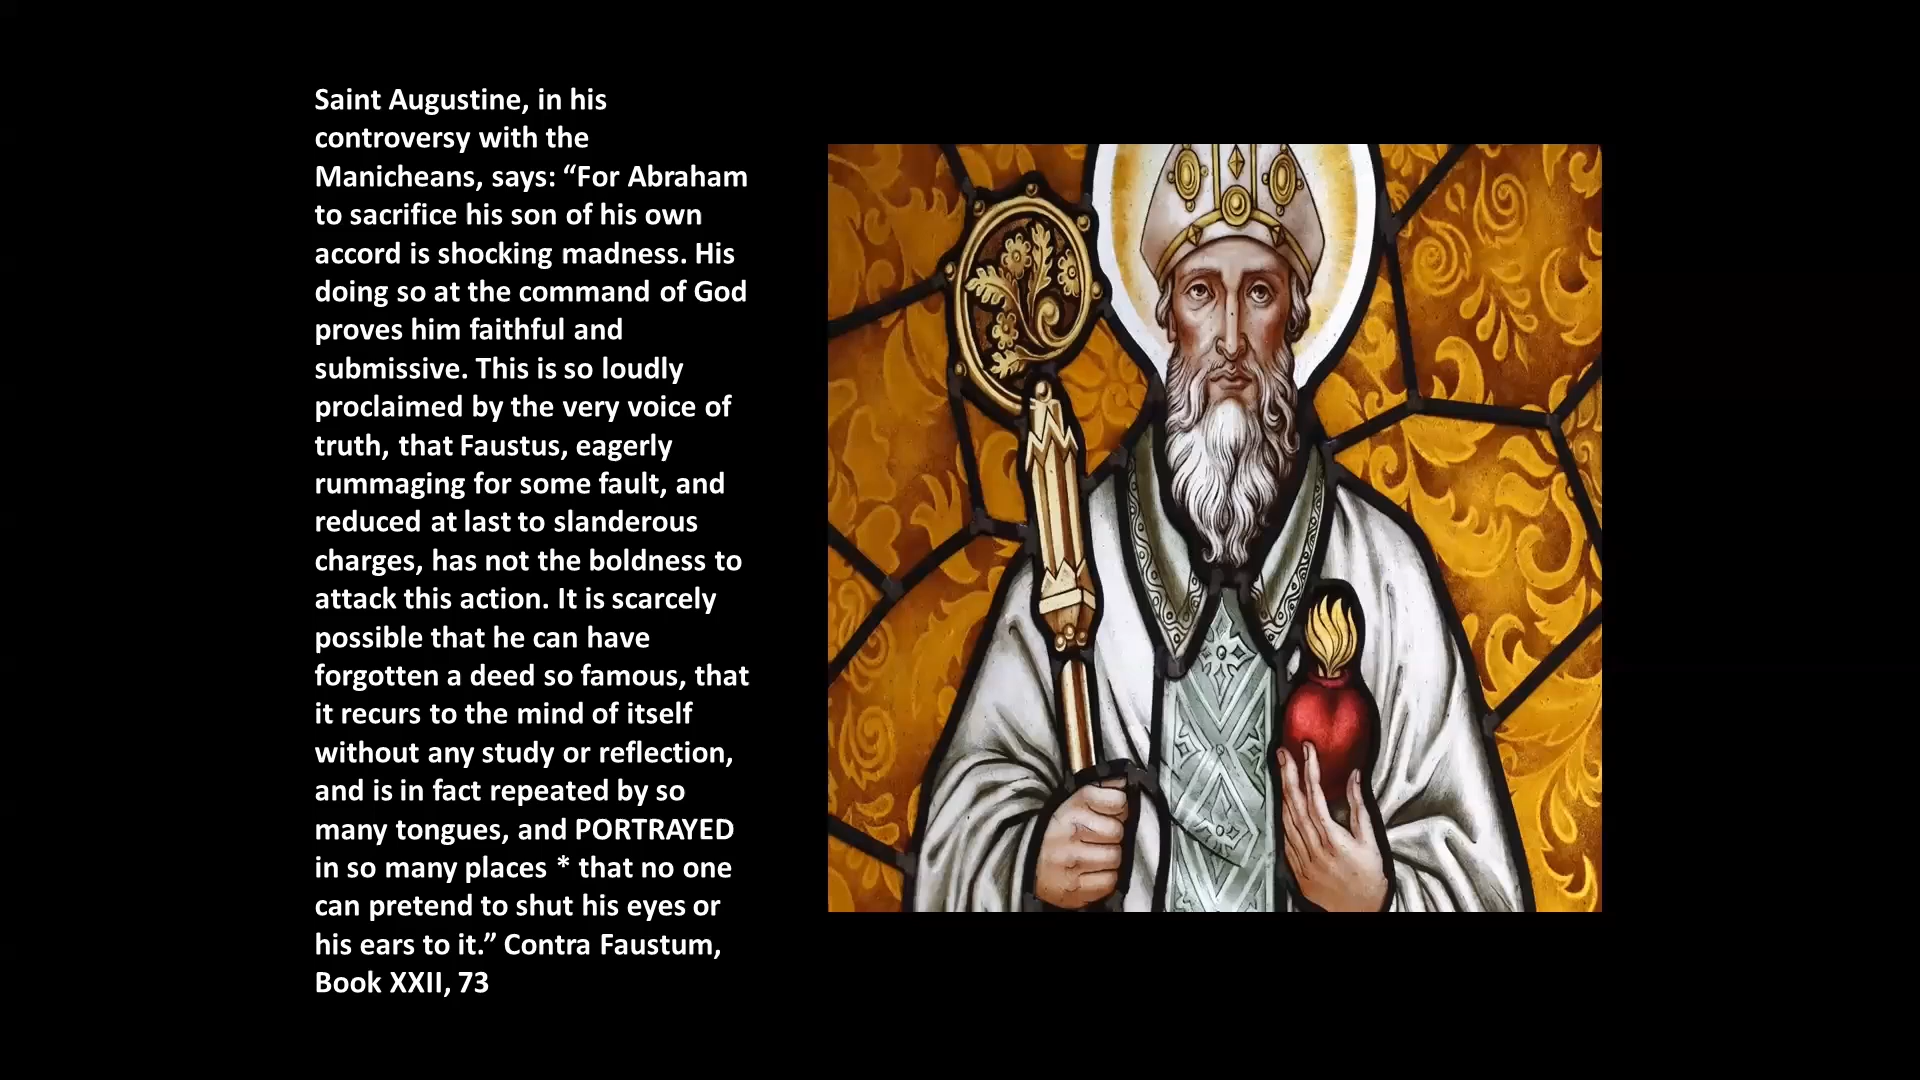 Saint Augustine, in his
controversy with the
Manicheans, says: “For Abraham
to sacrifice his son of his own
accord is shocking madness. His
doing so at the command of God
proves him faithful and
submissive. This is so loudly
proclaimed by the very voice of
truth, that Faustus, eagerly
rummaging for some fault, and
reduced at last to slanderous
charges, has not the boldness to
attack this action. It is scarcely
possible that he can have
forgotten a deed so famous, that
it recurs to the mind of itself
without any study or reflection,
and is in fact repeated by so
many tongues, and PORTRAYED
in so many places * that no one
can pretend to shut his eyes or
his ears to it.” Contra Faustum,
Book XXII, 73